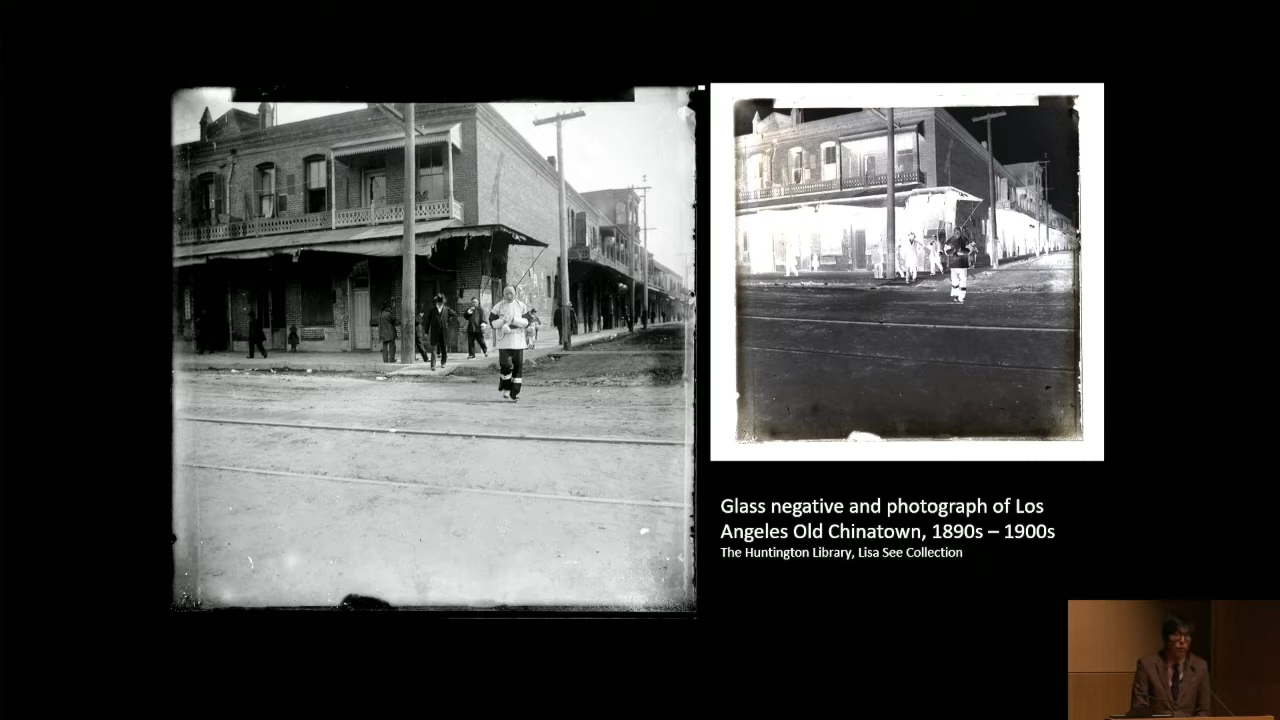 Glass negative and photograph of Los
Angeles Old Chinatown, 1890s – 1900s
The Huntington Library, Lisa See Collection